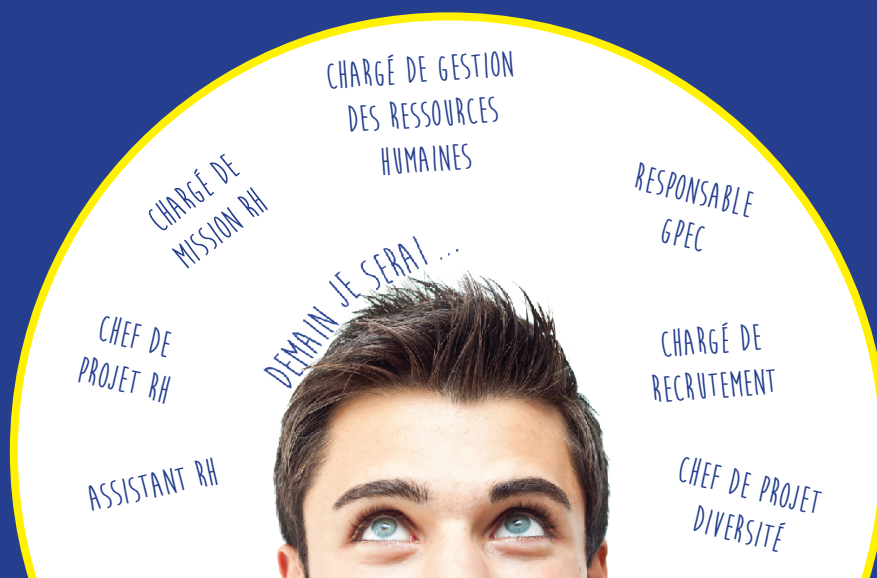 CHARGÉ DE GESTION
DES RESSOURCES
HUMAINES
CHARGÉ DE
MISSION RH
RESPONSABLE
GPEC
DEMAIN JE SERAI ...
CHEF DE
PROJET RH
CHARGÉ DE
RECRUTEMENT
ASSISTANT RH
CHEF DE PROJET
DIVERSITÉ